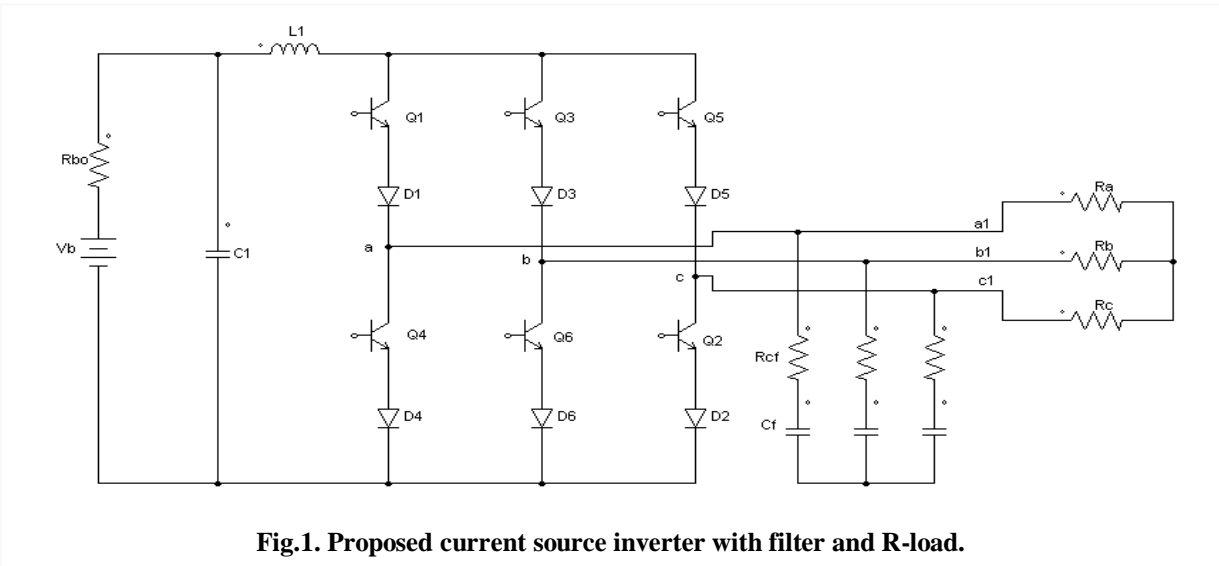 L1
Q1
Q3
Q5
Rbo
D1
D3
D5
Ra
a
a1
Vb
C1
b
b1
Rb
c
c1
Rc
Q4
Q6
Q2
Rcf
D4
D6
D2
Cf
Fig.1. Proposed current source inverter with filter and R-load.